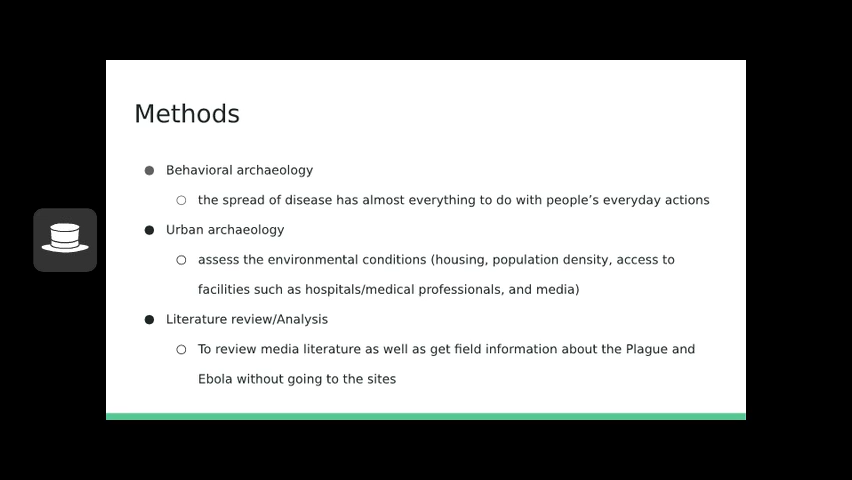 Methods
● Behavioral archaeology
○ the spread of disease has almost everything to do with people’s everyday actions
● Urban archaeology
○ assess the environmental conditions (housing, population density, access to
facilities such as hospitals/medical professionals, and media)
● Literature review/Analysis
○ To review media literature as well as get field information about the Plague and
Ebola without going to the sites